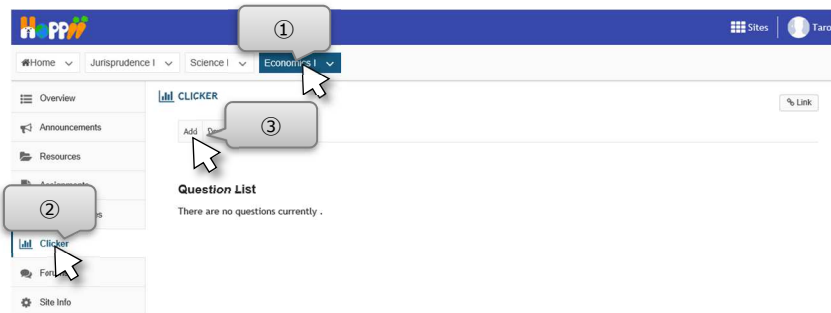 HoPPii
①
Sites
Taro
Home
Jurisprudence I
Science I
Economics I
Overview
CLICKER
Link
Announcements
Add
③
Resources
Question List
②
There are no questions currently .
Clicker
Site Info